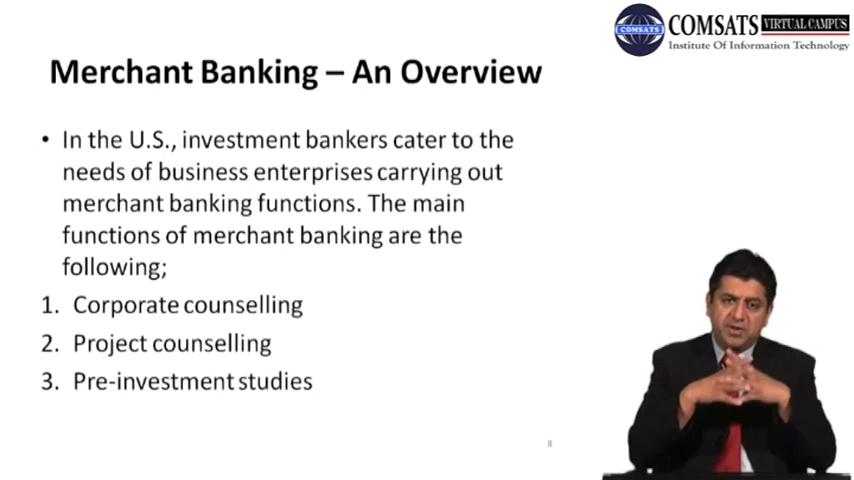 COMSATS VIRTUAL CAMPUS
COMSATS
Institute Of Information Technology
Merchant Banking – An Overview
• In the U.S., investment bankers cater to the
needs of business enterprises carrying out
merchant banking functions. The main
functions of merchant banking are the
following;
1. Corporate counselling
2. Project counselling
3. Pre-investment studies
8